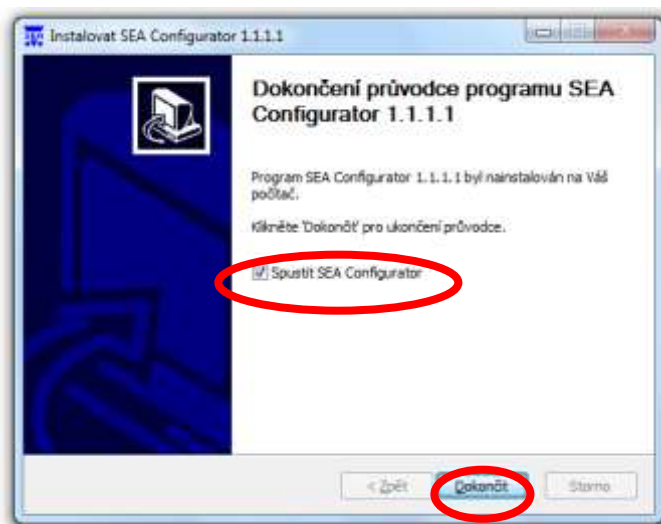 Instalovat SEA Configurator 1.1.1.1
Dokončení průvodce programu SEA
Configurator 1.1.1.1
Program SEA Configurator 1.1.1.1 byl nainstalován na Váš
počítač.
Klikněte 'Dokončit' pro ukončení průvodce.
Spustit SEA Configurator
< Zpět Dokončit Storno